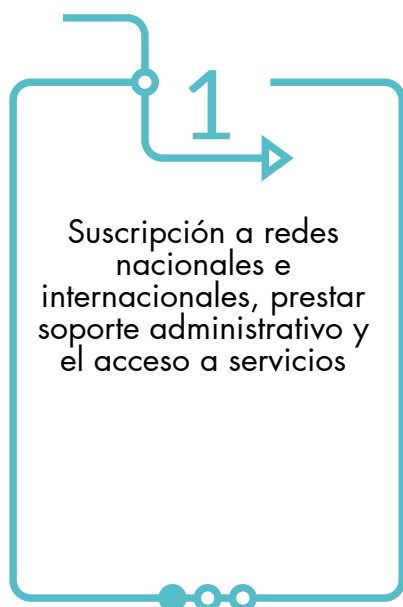 1
Suscripción a redes
nacionales e
internacionales, prestar
soporte administrativo y
el acceso a servicios